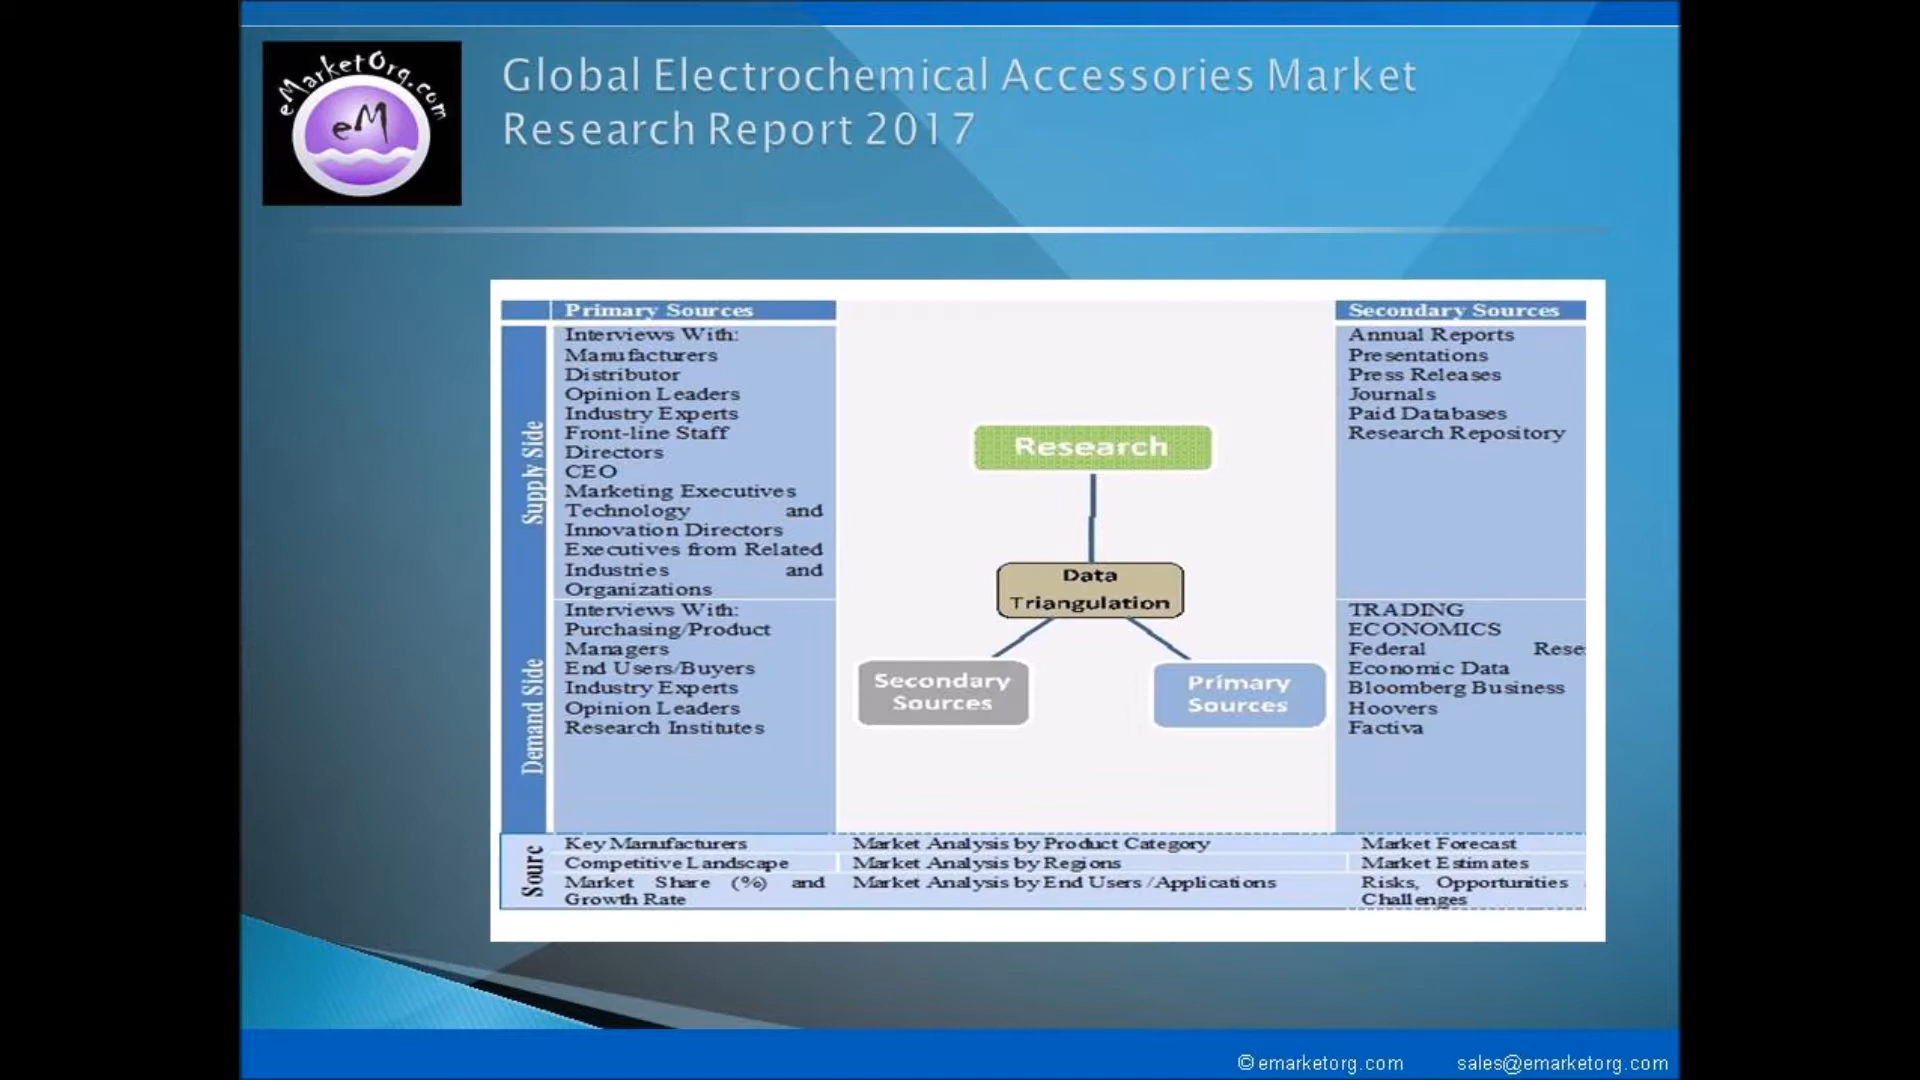 eMarketOrg.com
eM
Global Electrochemical Accessories Market
Research Report 2017
Primary Sources
Supply Side
Interviews With:
Manufacturers
Distributor
Opinion Leaders
Industry Experts
Front-line Staff
Directors
CEO
Marketing Executives
Technology and
Innovation Directors
Executives from Related
Industries and
Organizations
Demand Side
Interviews With:
Purchasing/Product
Managers
End Users/Buyers
Industry Experts
Opinion Leaders
Research Institutes
Research
Data
Triangulation
Secondary
Sources
Primary
Sources
Secondary Sources
Annual Reports
Presentations
Press Releases
Journals
Paid Databases
Research Repository
TRADING
ECONOMICS
Federal Rese
Economic Data
Bloomberg Business
Hoovers
Factiva
Sourc
Key Manufacturers Market Analysis by Product Category Market Forecast
Competitive Landscape Market Analysis by Regions Market Estimates
Market Share (%) and Market Analysis by End Users /Applications Risks, Opportunities
Growth Rate Challenges
© emarketorg.com sales@emarketorg.com